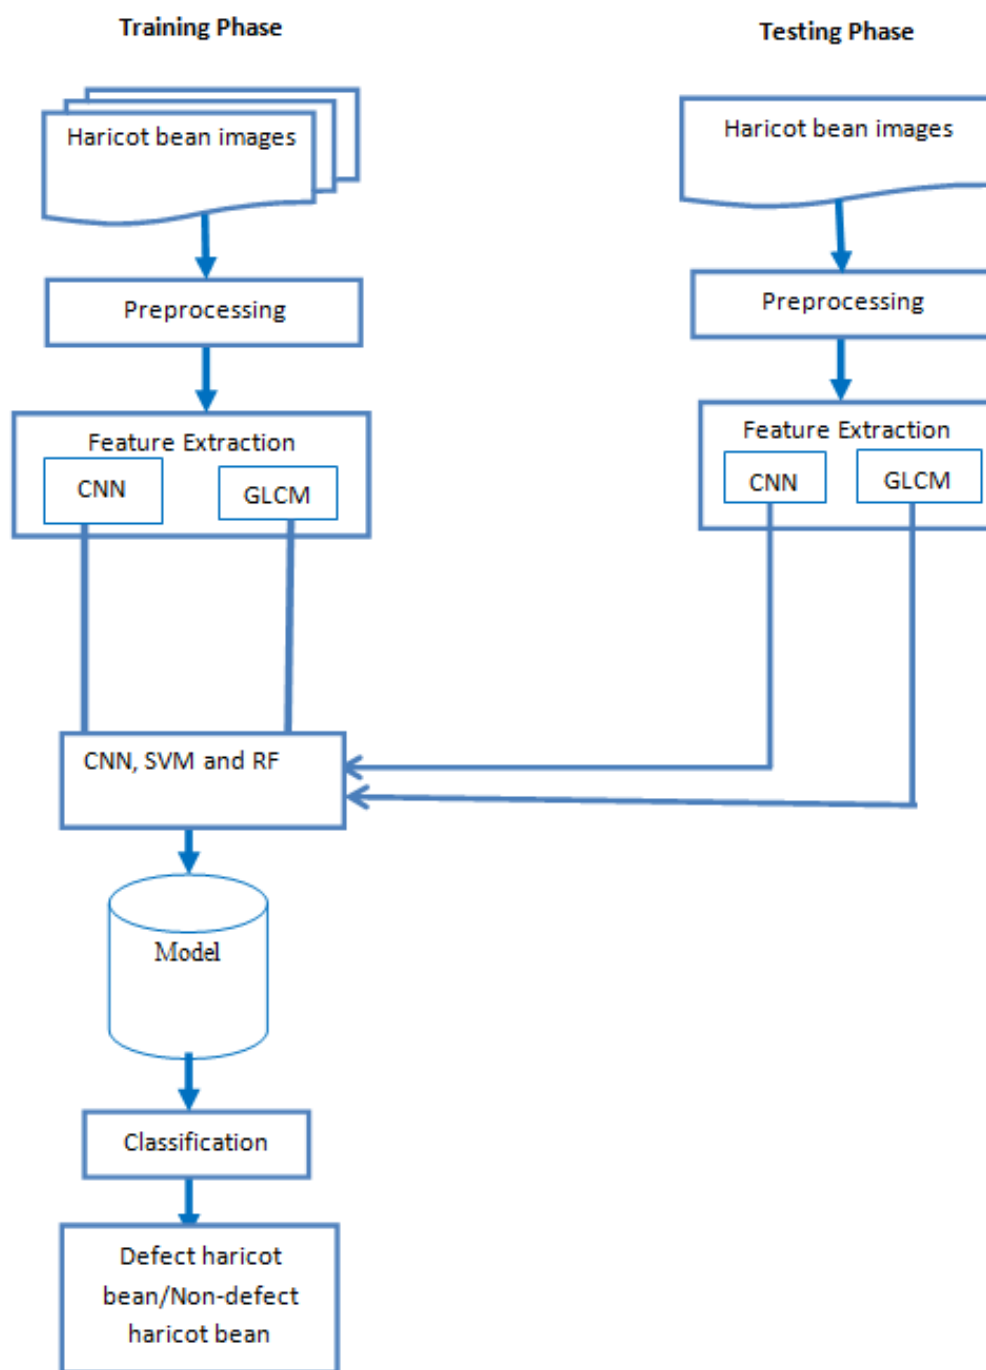 Training Phase
Testing Phase
Haricot bean images
Haricot bean images
Preprocessing
Preprocessing
Feature Extraction
CNN
GLCM
Feature Extraction
CNN
GLCM
CNN, SVM and RF
Model
Classification
Defect haricot
bean/Non-defect
haricot bean